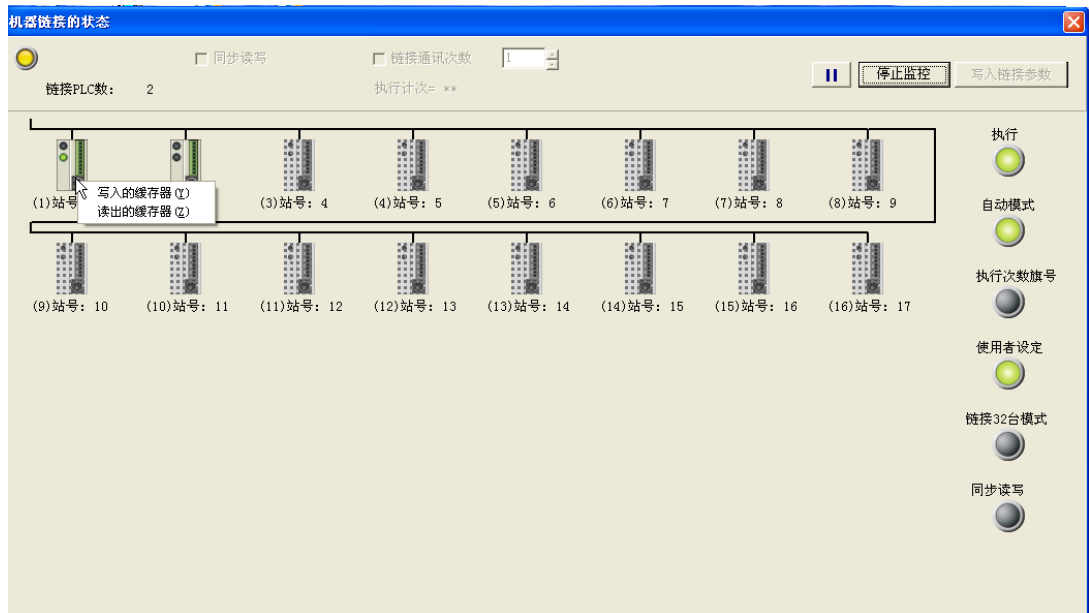 机器链接的状态
同步读写
链接通讯次数
1
链接PLC数： 2
执行计次= **
停止监控
写入链接参数
(1)站号
写入的缓存器(Y)
读出的缓存器(Z)
(3)站号: 4
(4)站号: 5
(5)站号: 6
(6)站号: 7
(7)站号: 8
(8)站号: 9
(9)站号: 10
(10)站号: 11
(11)站号: 12
(12)站号: 13
(13)站号: 14
(14)站号: 15
(15)站号: 16
(16)站号: 17
执行
自动模式
执行次数旗号
使用者设定
链接32台模式
同步读写